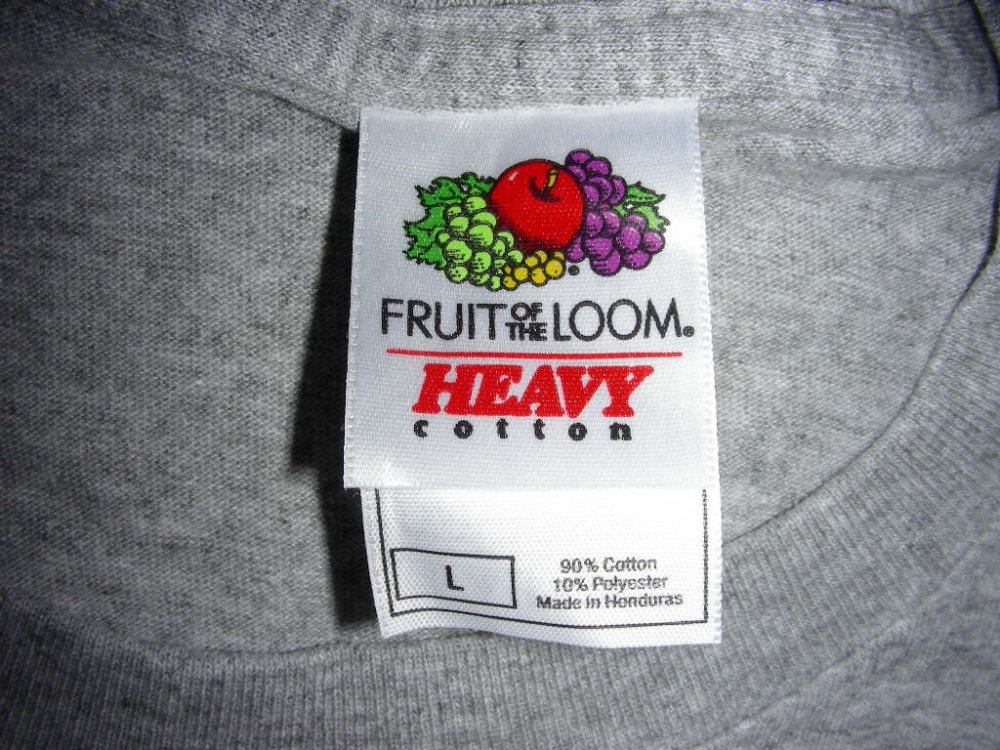 FRUIT OF THE LOOM®
HEAVY
cotton
L
90% Cotton
10% Polyester
Made in Honduras